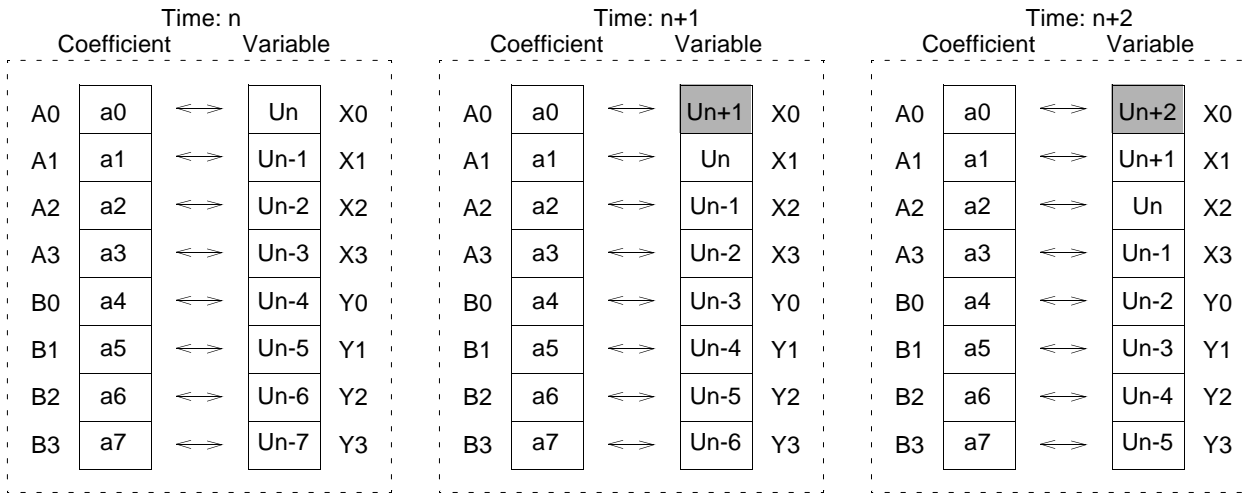 Time: n Time: n+1 Time: n+2
Coefficient Variable Coefficient Variable Coefficient Variable
A0 a0 Un X0 A0 a0 Un+1 X0 A0 a0 Un+2 X0
A1 a1 Un-1 X1 A1 a1 Un X1 A1 a1 Un+1 X1
A2 a2 Un-2 X2 A2 a2 Un-1 X2 A2 a2 Un X2
A3 a3 Un-3 X3 A3 a3 Un-2 X3 A3 a3 Un-1 X3
B0 a4 Un-4 Y0 B0 a4 Un-3 Y0 B0 a4 Un-2 Y0
B1 a5 Un-5 Y1 B1 a5 Un-4 Y1 B1 a5 Un-3 Y1
B2 a6 Un-6 Y2 B2 a6 Un-5 Y2 B2 a6 Un-4 Y2
B3 a7 Un-7 Y3 B3 a7 Un-6 Y3 B3 a7 Un-5 Y3